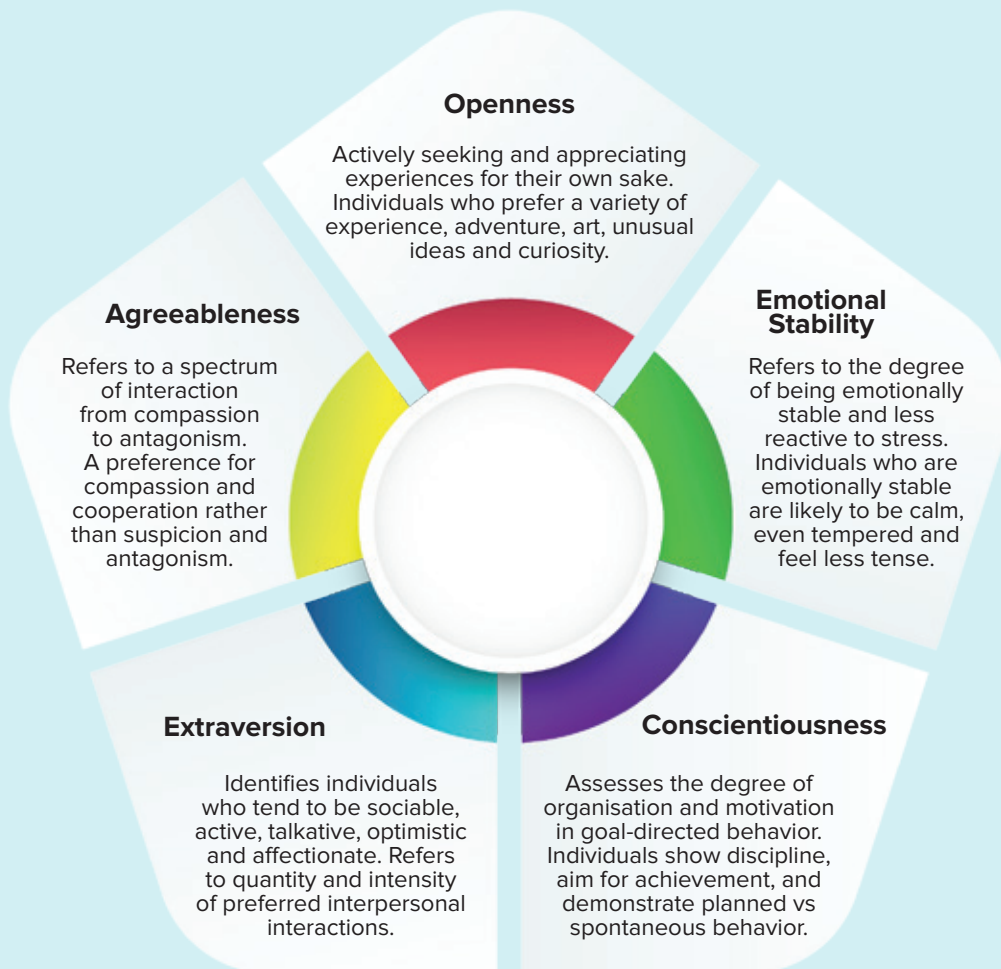 Openness
Actively seeking and appreciating
experiences for their own sake.
Individuals who prefer a variety of
experience, adventure, art, unusual
ideas and curiosity.
Agreeableness
Refers to a spectrum
of interaction
from compassion
to antagonism.
A preference for
compassion and
cooperation rather
than suspicion and
antagonism.
Emotional
Stability
Refers to the degree
of being emotionally
stable and less
reactive to stress.
Individuals who are
emotionally stable
are likely to be calm,
even tempered and
feel less tense.
Extraversion
Identifies individuals
who tend to be sociable,
active, talkative, optimistic
and affectionate. Refers
to quantity and intensity
of preferred interpersonal
interactions.
Conscientiousness
Assesses the degree of
organisation and motivation
in goal-directed behavior.
Individuals show discipline,
aim for achievement, and
demonstrate planned vs
spontaneous behavior.